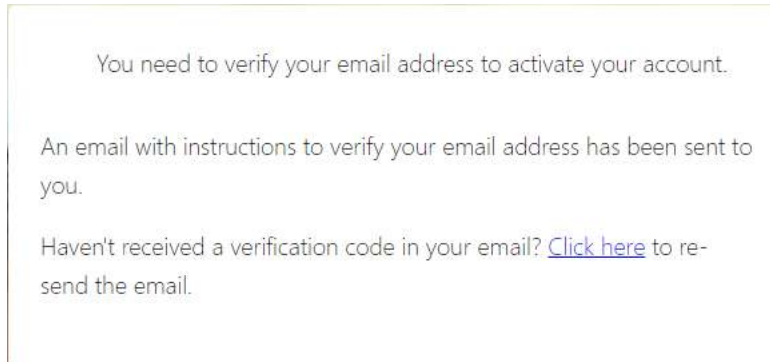 You need to verify your email address to activate your account.
An email with instructions to verify your email address has been sent to
you.
Haven't received a verification code in your email? Click here to re-
send the email.